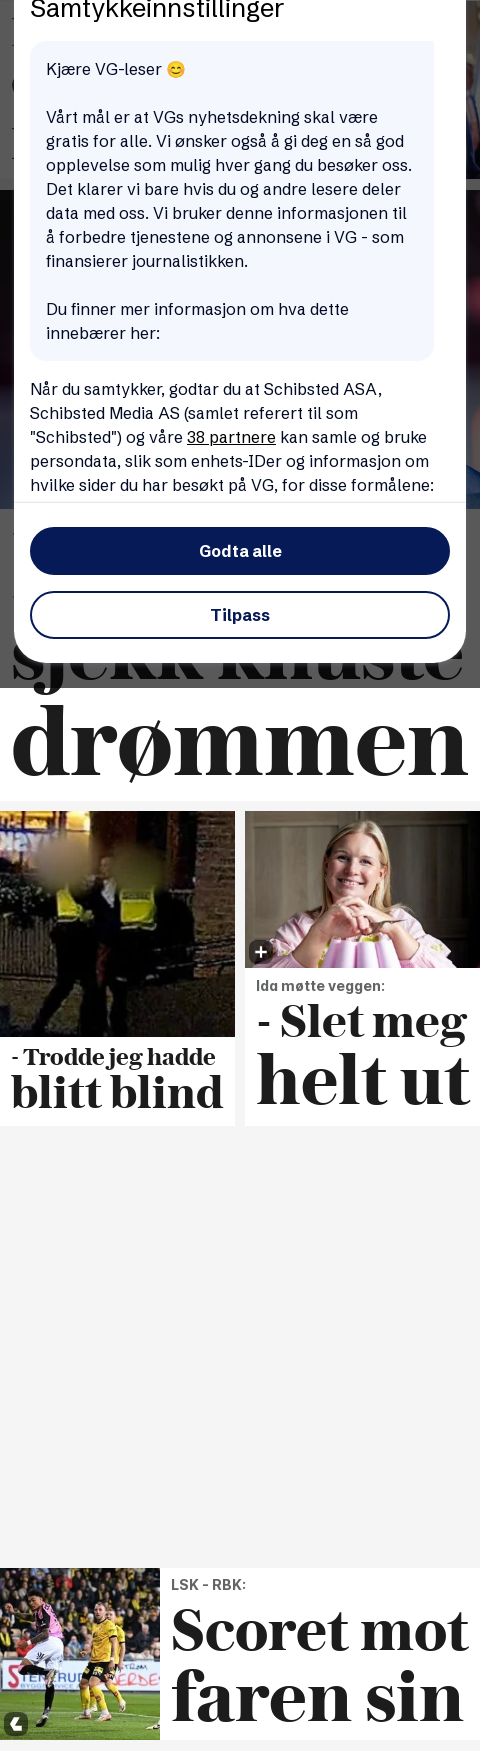 Samtykkeinnstillinger
Kjære VG-leser 😊
Vårt mål er at VGs nyhetsdekning skal være
gratis for alle. Vi ønsker også å gi deg en så god
opplevelse som mulig hver gang du besøker oss.
Det klarer vi bare hvis du og andre lesere deler
data med oss. Vi bruker denne informasjonen til
å forbedre tjenestene og annonsene i VG - som
finansierer journalistikken.
Du finner mer informasjon om hva dette
innebærer her:
Når du samtykker, godtar du at Schibsted ASA,
Schibsted Media AS (samlet referert til som
"Schibsted") og våre 38 partnere kan samle og bruke
persondata, slik som enhets-IDer og informasjon om
hvilke sider du har besøkt på VG, for disse formålene:
Godta alle
Tilpass
sjekk knuste
drømmen
- Trodde jeg hadde
blitt blind
Ida møtte veggen:
- Slet meg
helt ut
LSK - RBK:
Scoret mot
faren sin